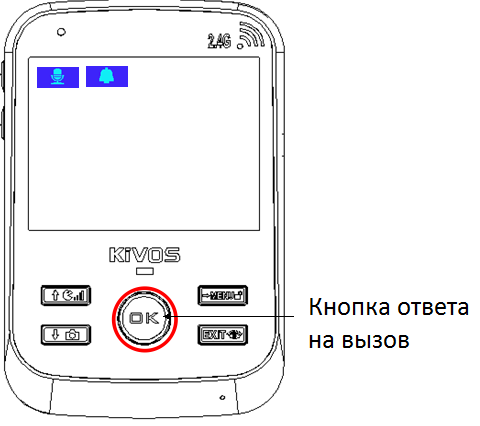 2.4G
KiVOS
MENU
OK
EXIT
Кнопка ответа
на вызов